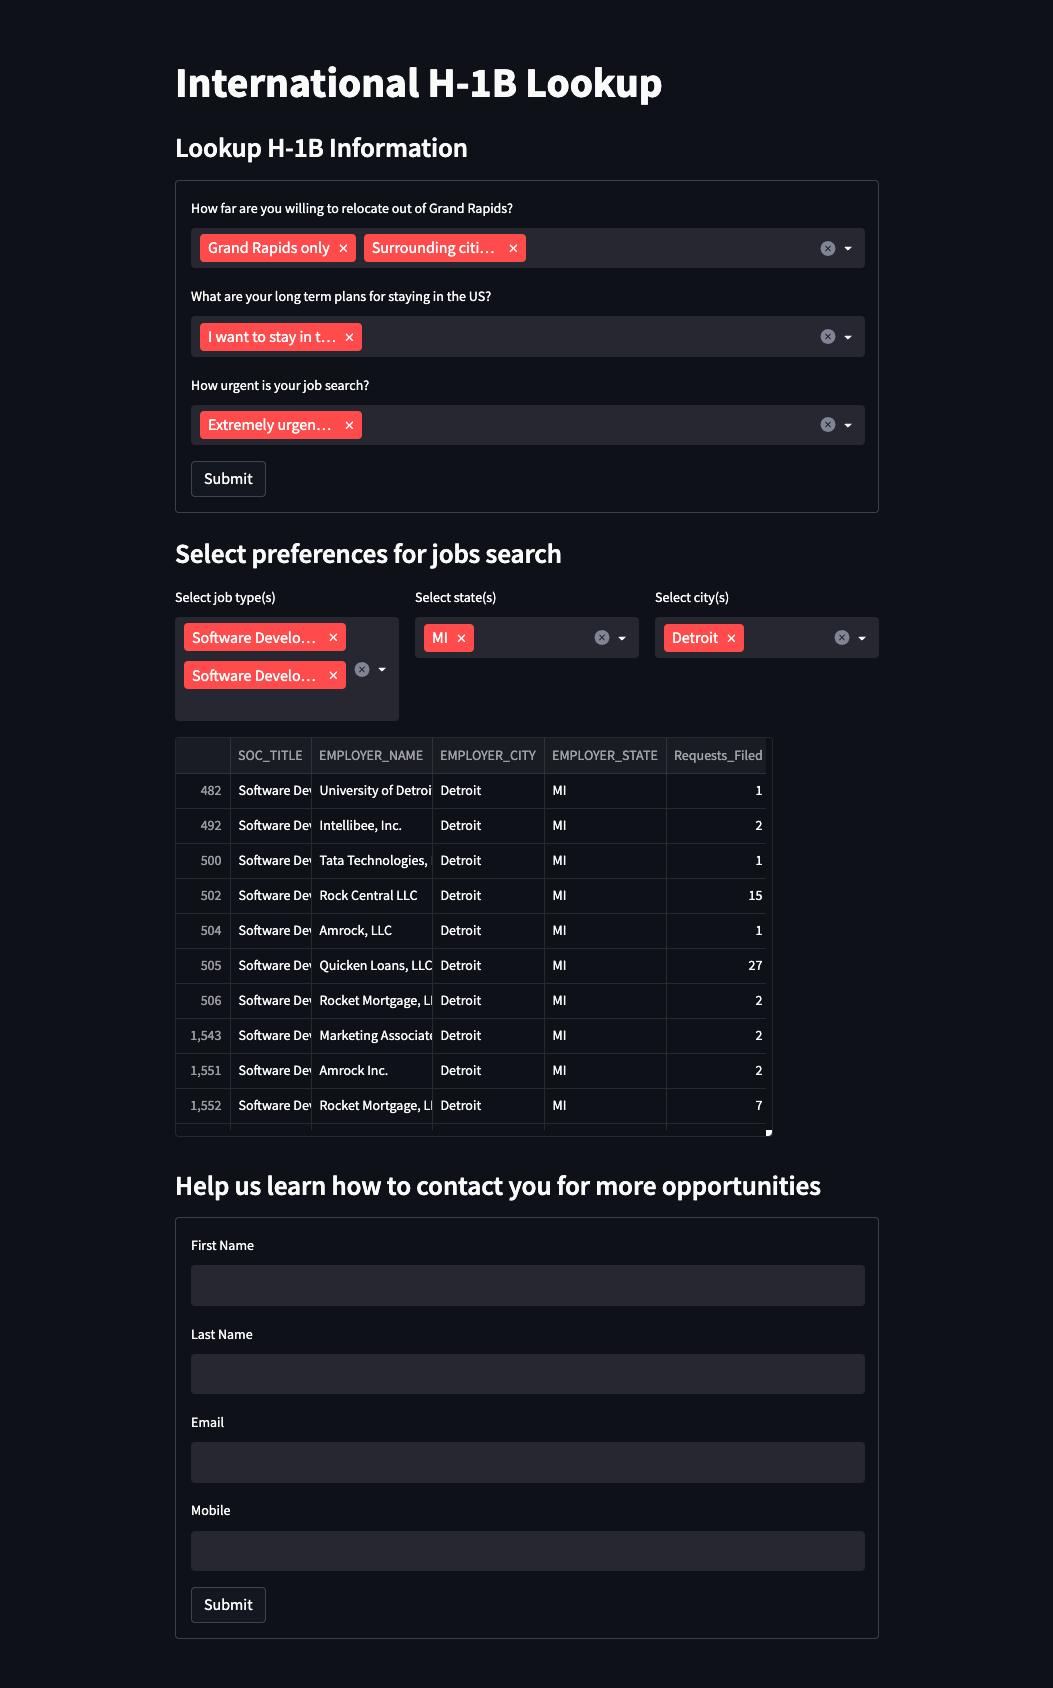 International H-1B Lookup
Lookup H-1B Information
How far are you willing to relocate out of Grand Rapids?
Grand Rapids only × Surrounding citi... ×
What are your long term plans for staying in the US?
I want to stay in t... ×
How urgent is your job search?
Extremely urgen... ×
Submit
Select preferences for jobs search
Select job type(s) Select state(s) Select city(s)
Software Develo... × MI × Detroit ×
Software Develo... ×
SOC_TITLE EMPLOYER_NAME EMPLOYER_CITY EMPLOYER_STATE Requests_Filed
482 Software Dev University of Detroi Detroit MI 1
492 Software Dev Intellibee, Inc. Detroit MI 2
500 Software Dev Tata Technologies, Detroit MI 1
502 Software Dev Rock Central LLC Detroit MI 15
504 Software Dev Amrock, LLC Detroit MI 1
505 Software Dev Quicken Loans, LLC Detroit MI 27
506 Software Dev Rocket Mortgage, Ll Detroit MI 2
1,543 Software Dev Marketing Associate Detroit MI 2
1,551 Software Dev Amrock Inc. Detroit MI 2
1,552 Software Dev Rocket Mortgage, Ll Detroit MI 7
Help us learn how to contact you for more opportunities
First Name
Last Name
Email
Mobile
Submit